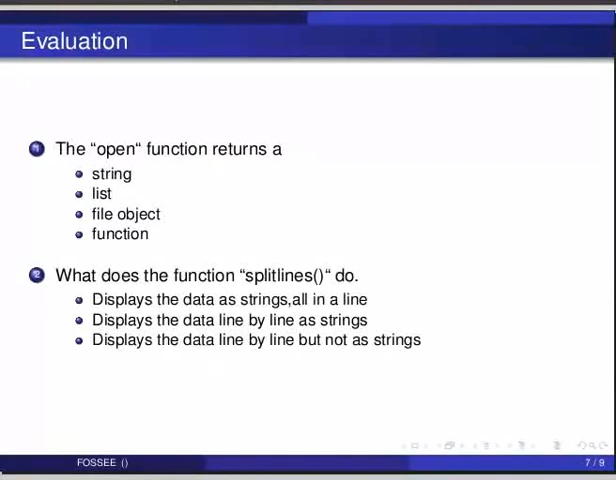 Evaluation
1 The “open“ function returns a
string
list
file object
function
2 What does the function “splitlines()“ do.
Displays the data as strings,all in a line
Displays the data line by line as strings
Displays the data line by line but not as strings
FOSSEE ()
7 / 9